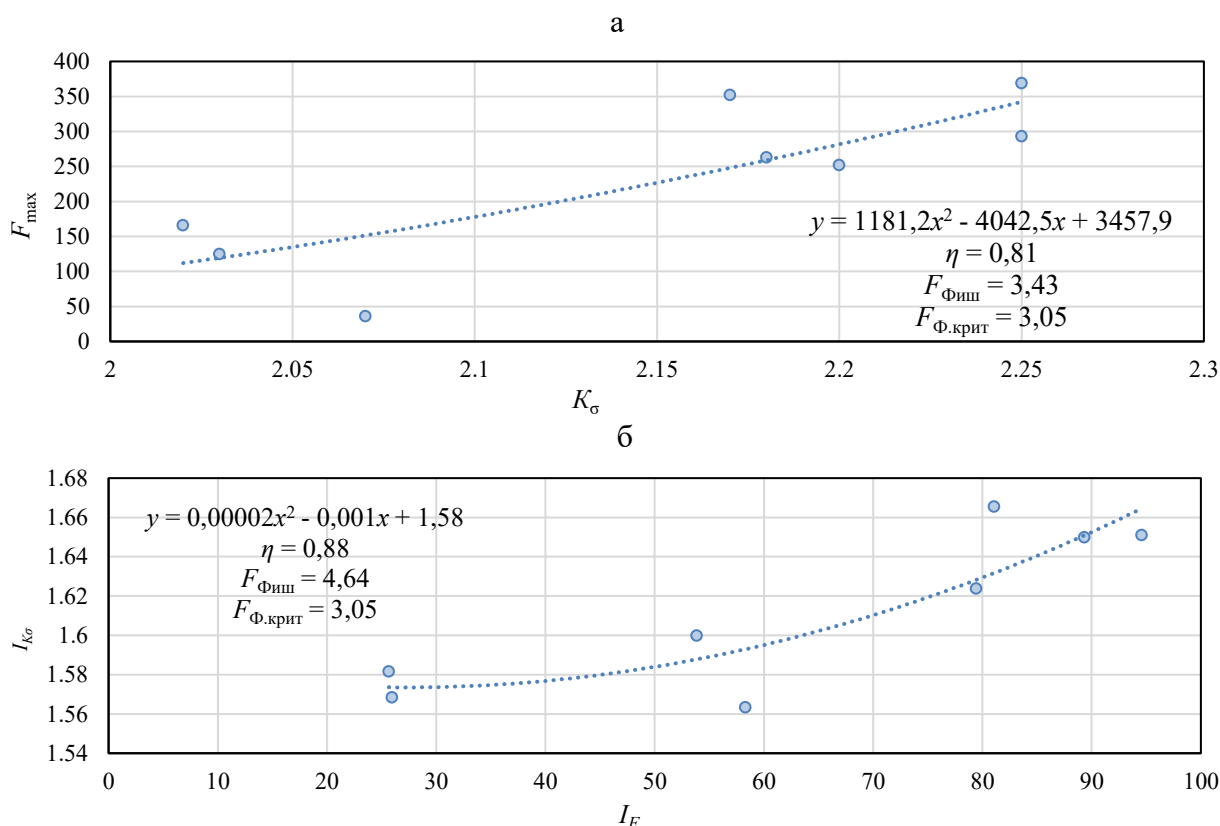 а
400
350
300
250
200
150
100
50
0
F_max
y = 1181,2x² - 4042,5x + 3457,9
η = 0,81
F_Фиш = 3,43
F_Ф.крит = 3,05
2 2.05 2.1 2.15 2.2 2.25 2.3
K_σ
б
1.68
1.66
1.64
1.62
1.6
1.58
1.56
1.54
I_Kσ
y = 0,00002x² - 0,001x + 1,58
η = 0,88
F_Фиш = 4,64
F_Ф.крит = 3,05
0 10 20 30 40 50 60 70 80 90 100
I_F